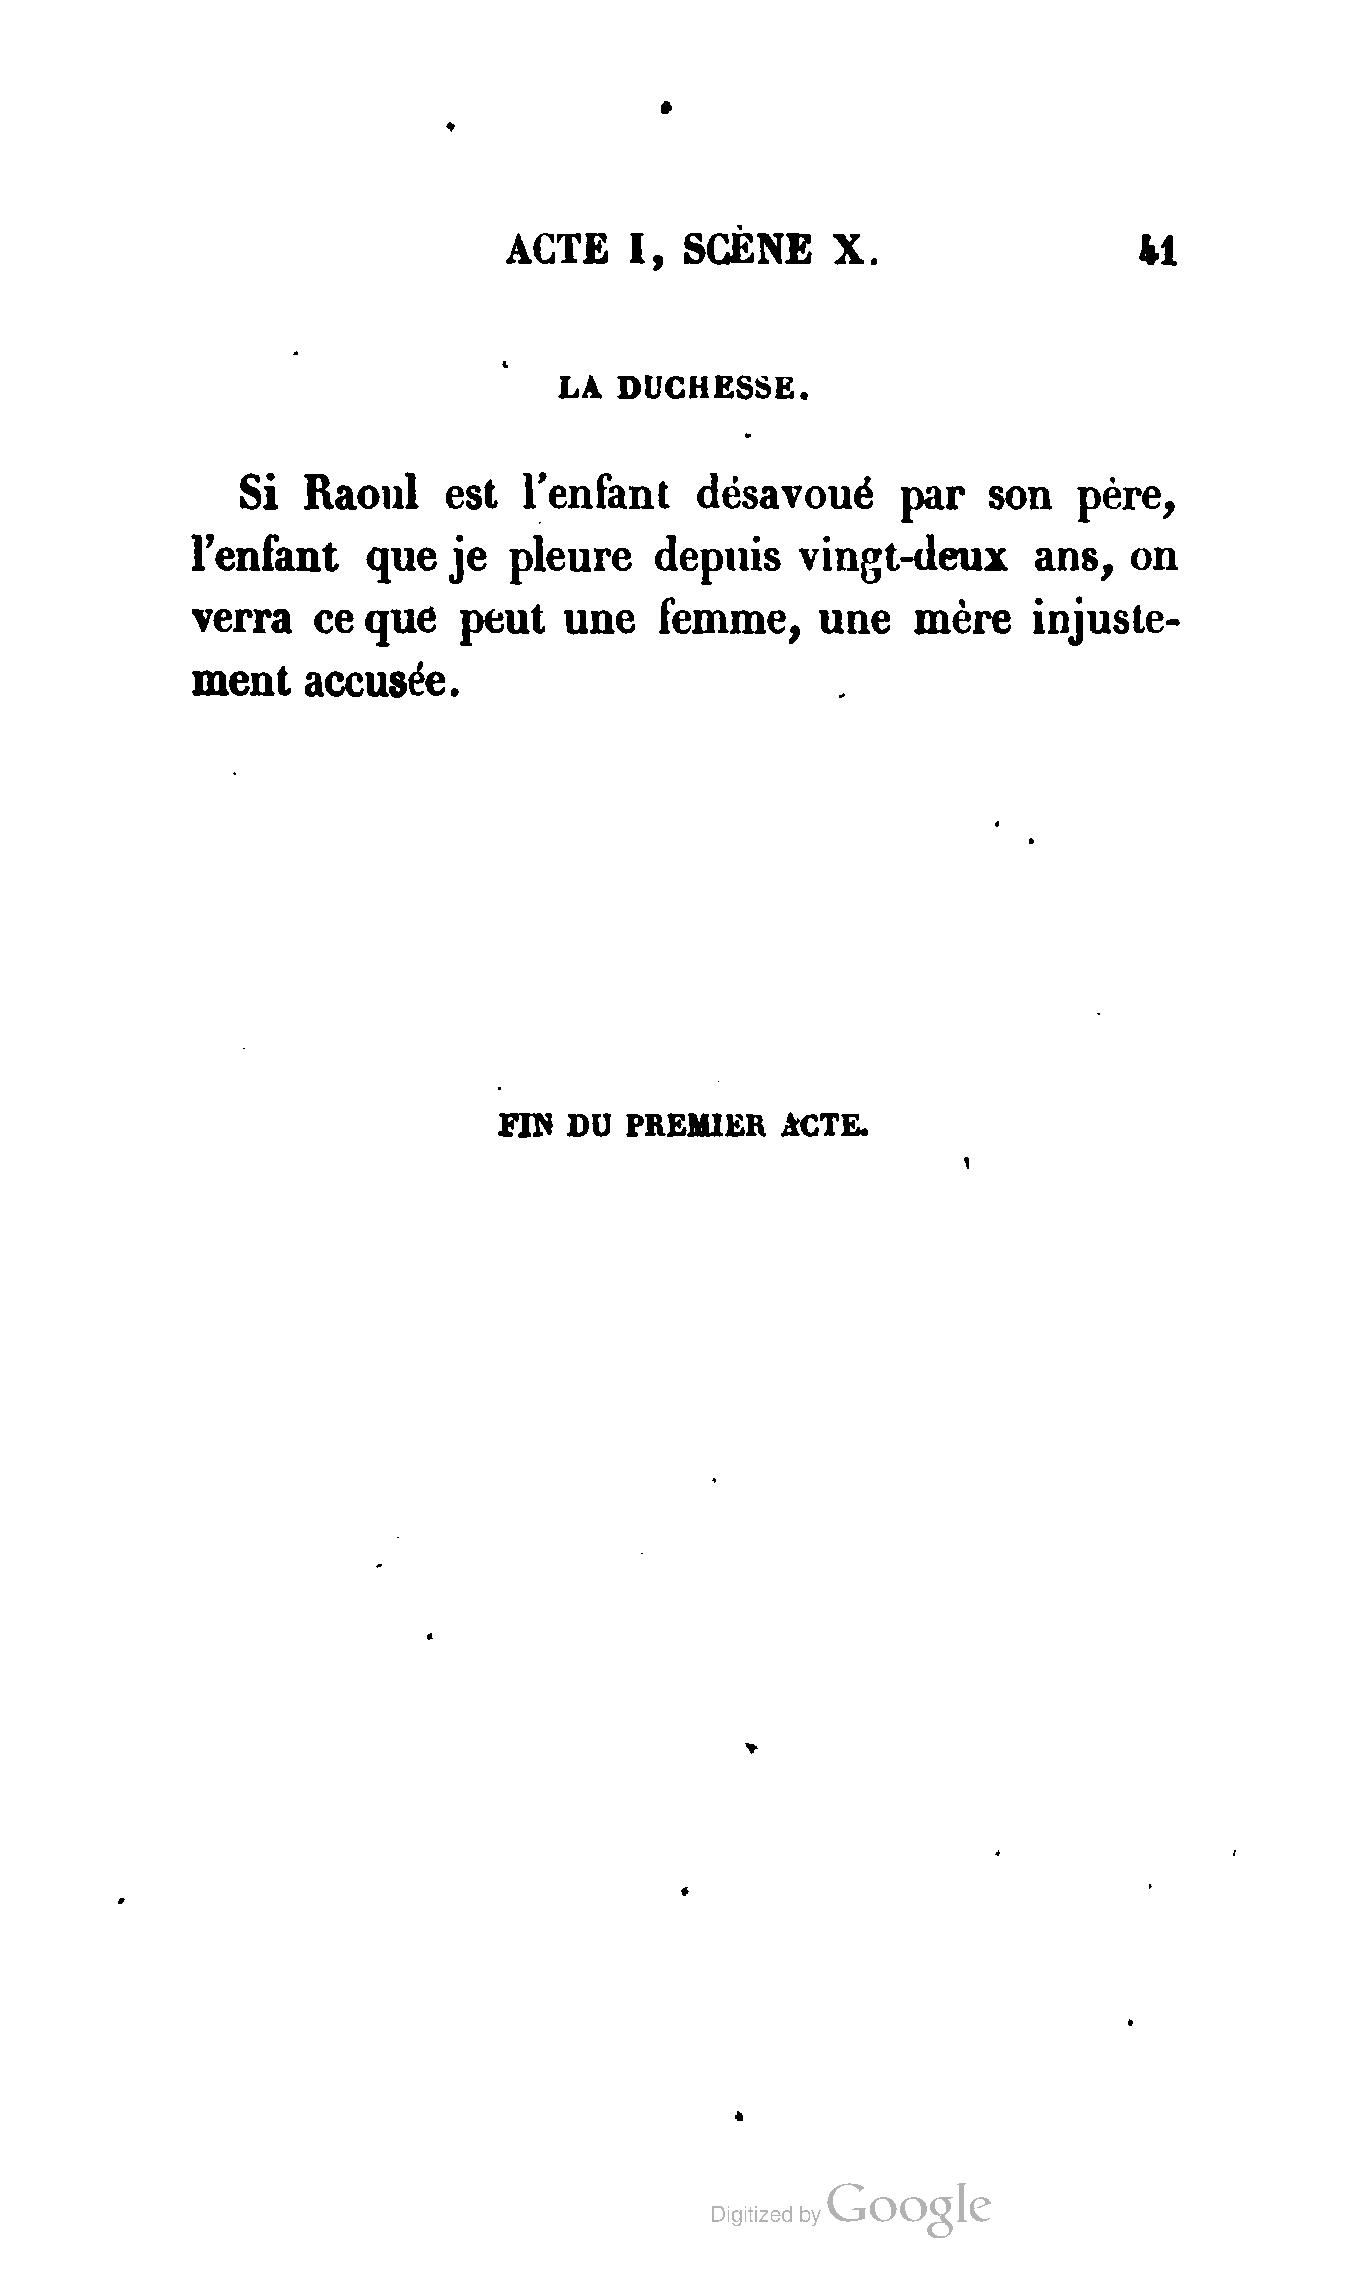 ACTE I, SCÈNE X. 41
LA DUCHESSE.
Si Raoul est l'enfant désavoué par son père,
l'enfant que je pleure depuis vingt-deux ans, on
verra ce que peut une femme, une mère injuste-
ment accusée.
FIN DU PREMIER ACTE.
Digitized by Google